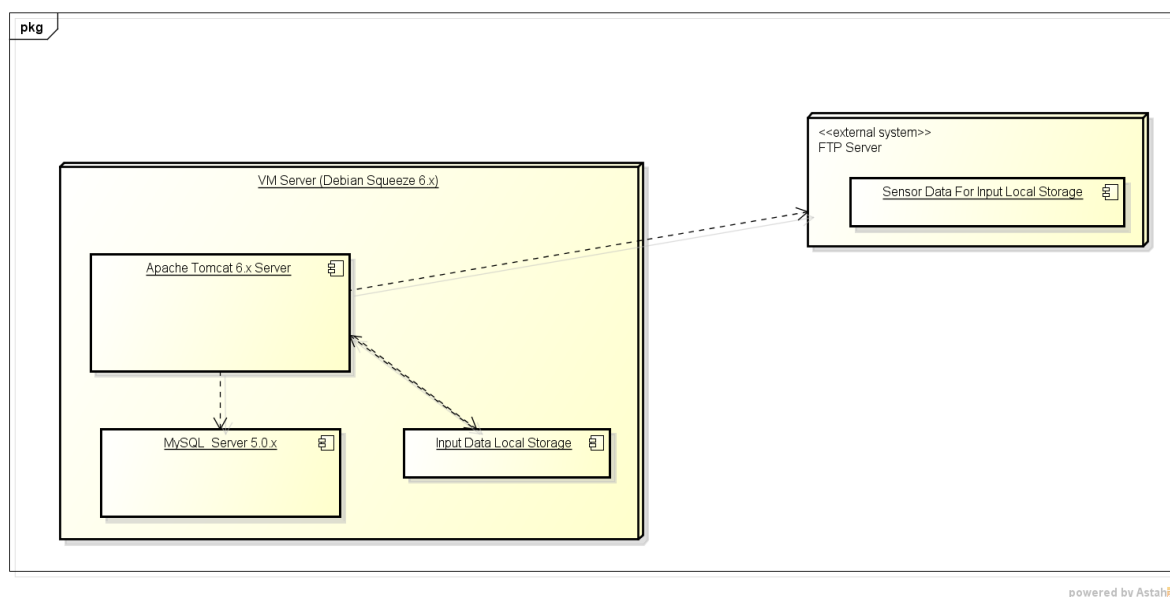 pkg
<<external system>>
FTP Server
Sensor Data For Input Local Storage
VM Server (Debian Squeeze 6.x)
Apache Tomcat 6.x Server
MySQL  Server 5.0.x
Input Data Local Storage
powered by Astah